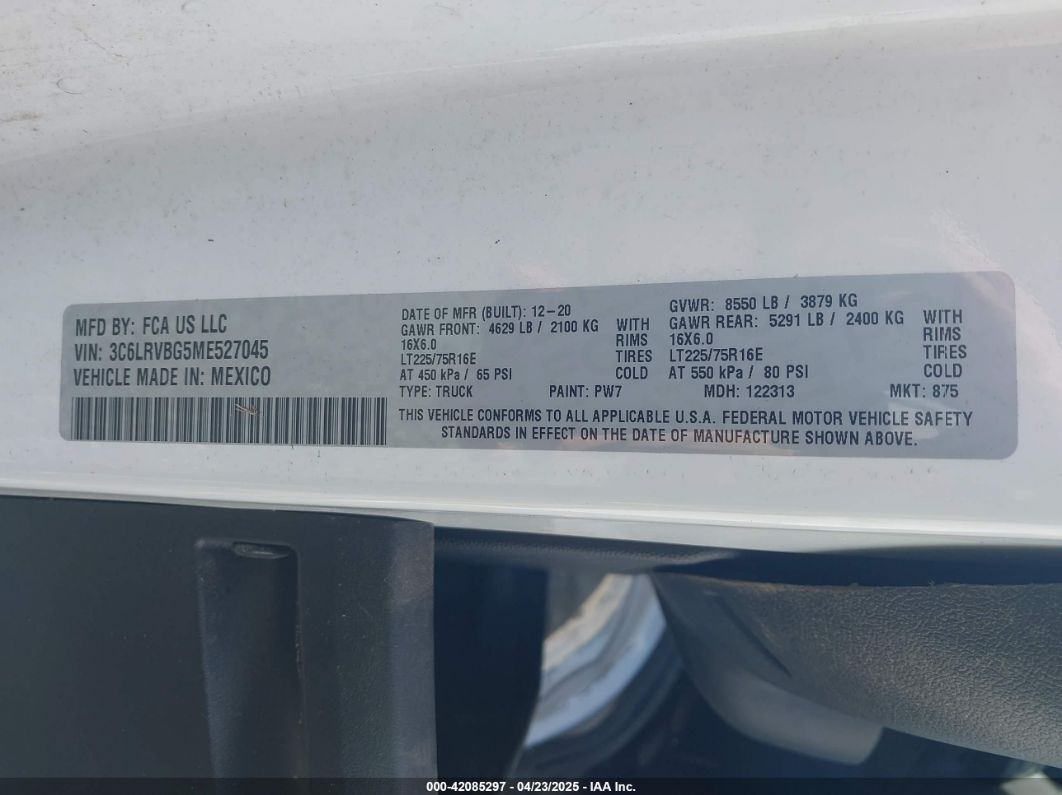 MFD BY: FCA US LLC
VIN: 3C6LRVBG5ME527045
VEHICLE MADE IN: MEXICO
DATE OF MFR (BUILT): 12-20
GAWR FRONT: 4629 LB / 2100 KG WITH
16X6.0 RIMS
LT225/75R16E TIRES
AT 450 kPa / 65 PSI COLD
GVWR: 8550 LB / 3879 KG
GAWR REAR: 5291 LB / 2400 KG WITH
16X6.0 RIMS
LT225/75R16E TIRES
AT 550 kPa / 80 PSI COLD
TYPE: TRUCK PAINT: PW7 MDH: 122313 MKT: 875
THIS VEHICLE CONFORMS TO ALL APPLICABLE U.S.A. FEDERAL MOTOR VEHICLE SAFETY
STANDARDS IN EFFECT ON THE DATE OF MANUFACTURE SHOWN ABOVE.
000-42085297 - 04/23/2025 - IAA Inc.